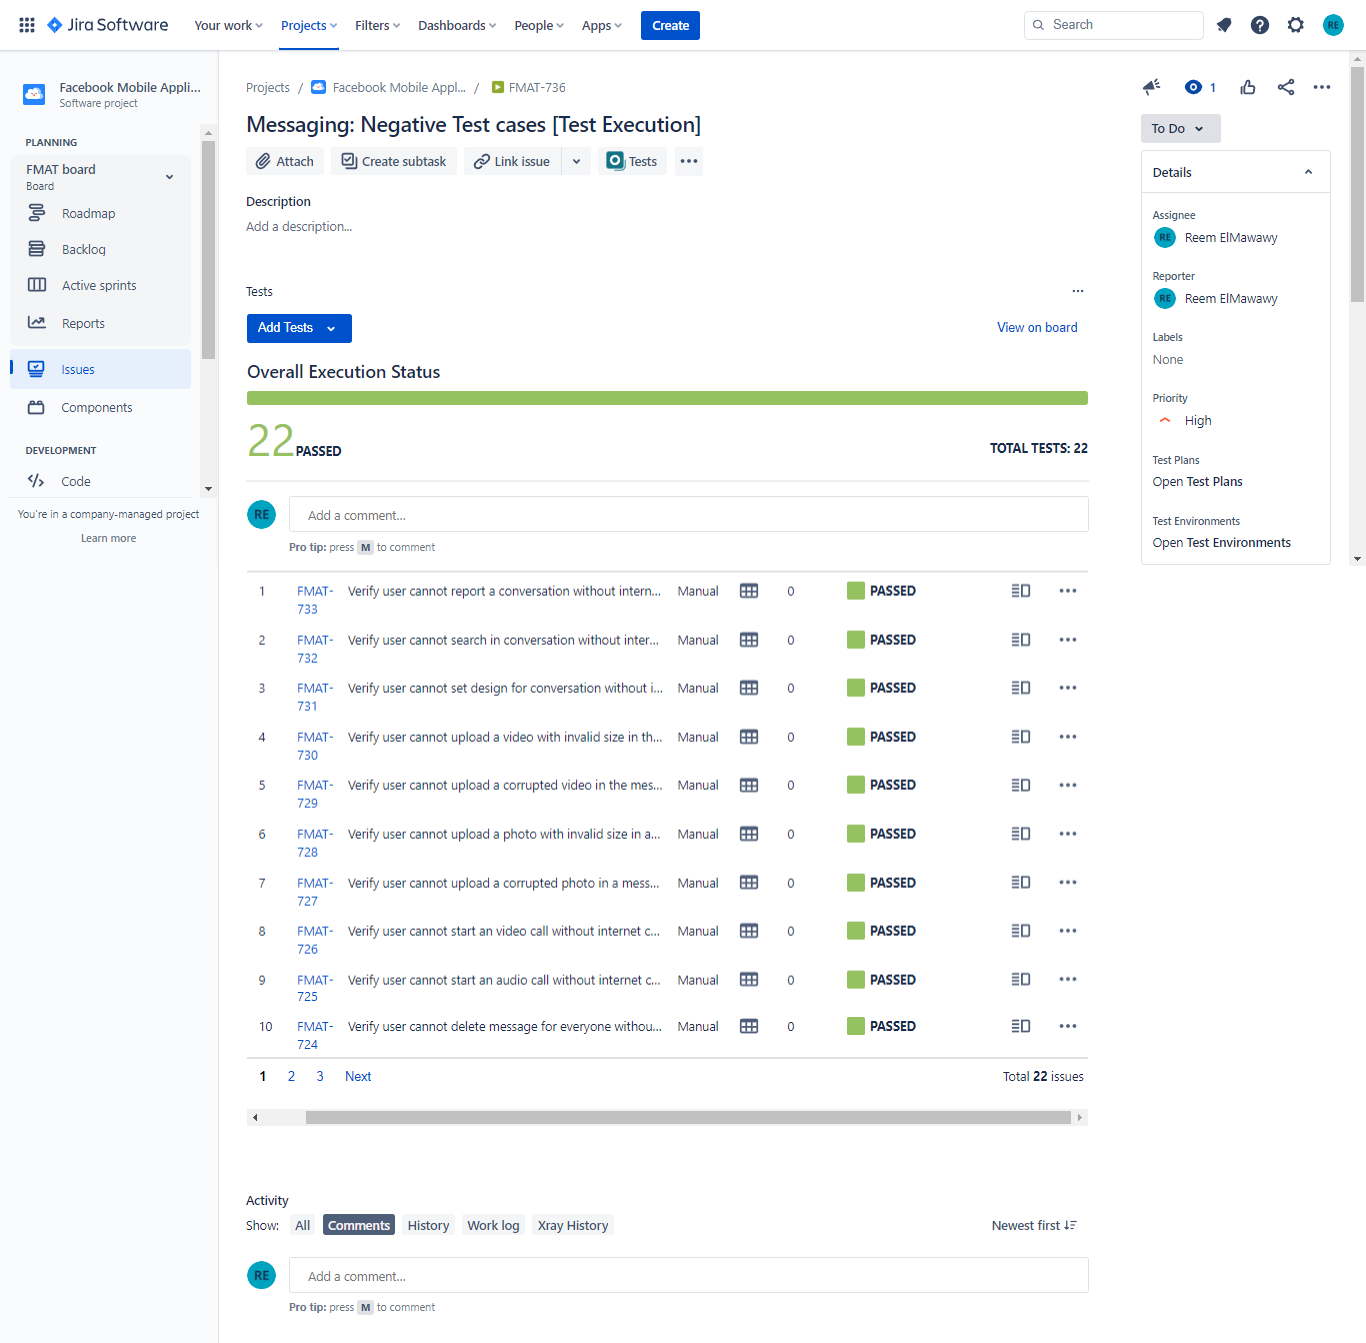 Jira Software Your work Projects Filters Dashboards People Apps Create Search RE
Facebook Mobile Appli...
Software project
PLANNING
FMAT board
Board
Roadmap
Backlog
Active sprints
Reports
Issues
Components
DEVELOPMENT
Code
You're in a company-managed project
Learn more
Projects / Facebook Mobile Appl... / FMAT-736
Messaging: Negative Test cases [Test Execution]
Attach Create subtask Link issue Tests
Description
Add a description...
Tests
Add Tests View on board
Overall Execution Status
22 PASSED TOTAL TESTS: 22
RE Add a comment...
Pro tip: press M to comment
1 FMAT-733 Verify user cannot report a conversation without intern... Manual 0 PASSED
2 FMAT-732 Verify user cannot search in conversation without inter... Manual 0 PASSED
3 FMAT-731 Verify user cannot set design for conversation without i... Manual 0 PASSED
4 FMAT-730 Verify user cannot upload a video with invalid size in th... Manual 0 PASSED
5 FMAT-729 Verify user cannot upload a corrupted video in the mes... Manual 0 PASSED
6 FMAT-728 Verify user cannot upload a photo with invalid size in a... Manual 0 PASSED
7 FMAT-727 Verify user cannot upload a corrupted photo in a mess... Manual 0 PASSED
8 FMAT-726 Verify user cannot start an video call without internet c... Manual 0 PASSED
9 FMAT-725 Verify user cannot start an audio call without internet c... Manual 0 PASSED
10 FMAT-724 Verify user cannot delete message for everyone withou... Manual 0 PASSED
1 2 3 Next Total 22 issues
Activity
Show: All Comments History Work log Xray History Newest first
RE Add a comment...
Pro tip: press M to comment
1
To Do
Details
Assignee
RE Reem ElMawawy
Reporter
RE Reem ElMawawy
Labels
None
Priority
High
Test Plans
Open Test Plans
Test Environments
Open Test Environments